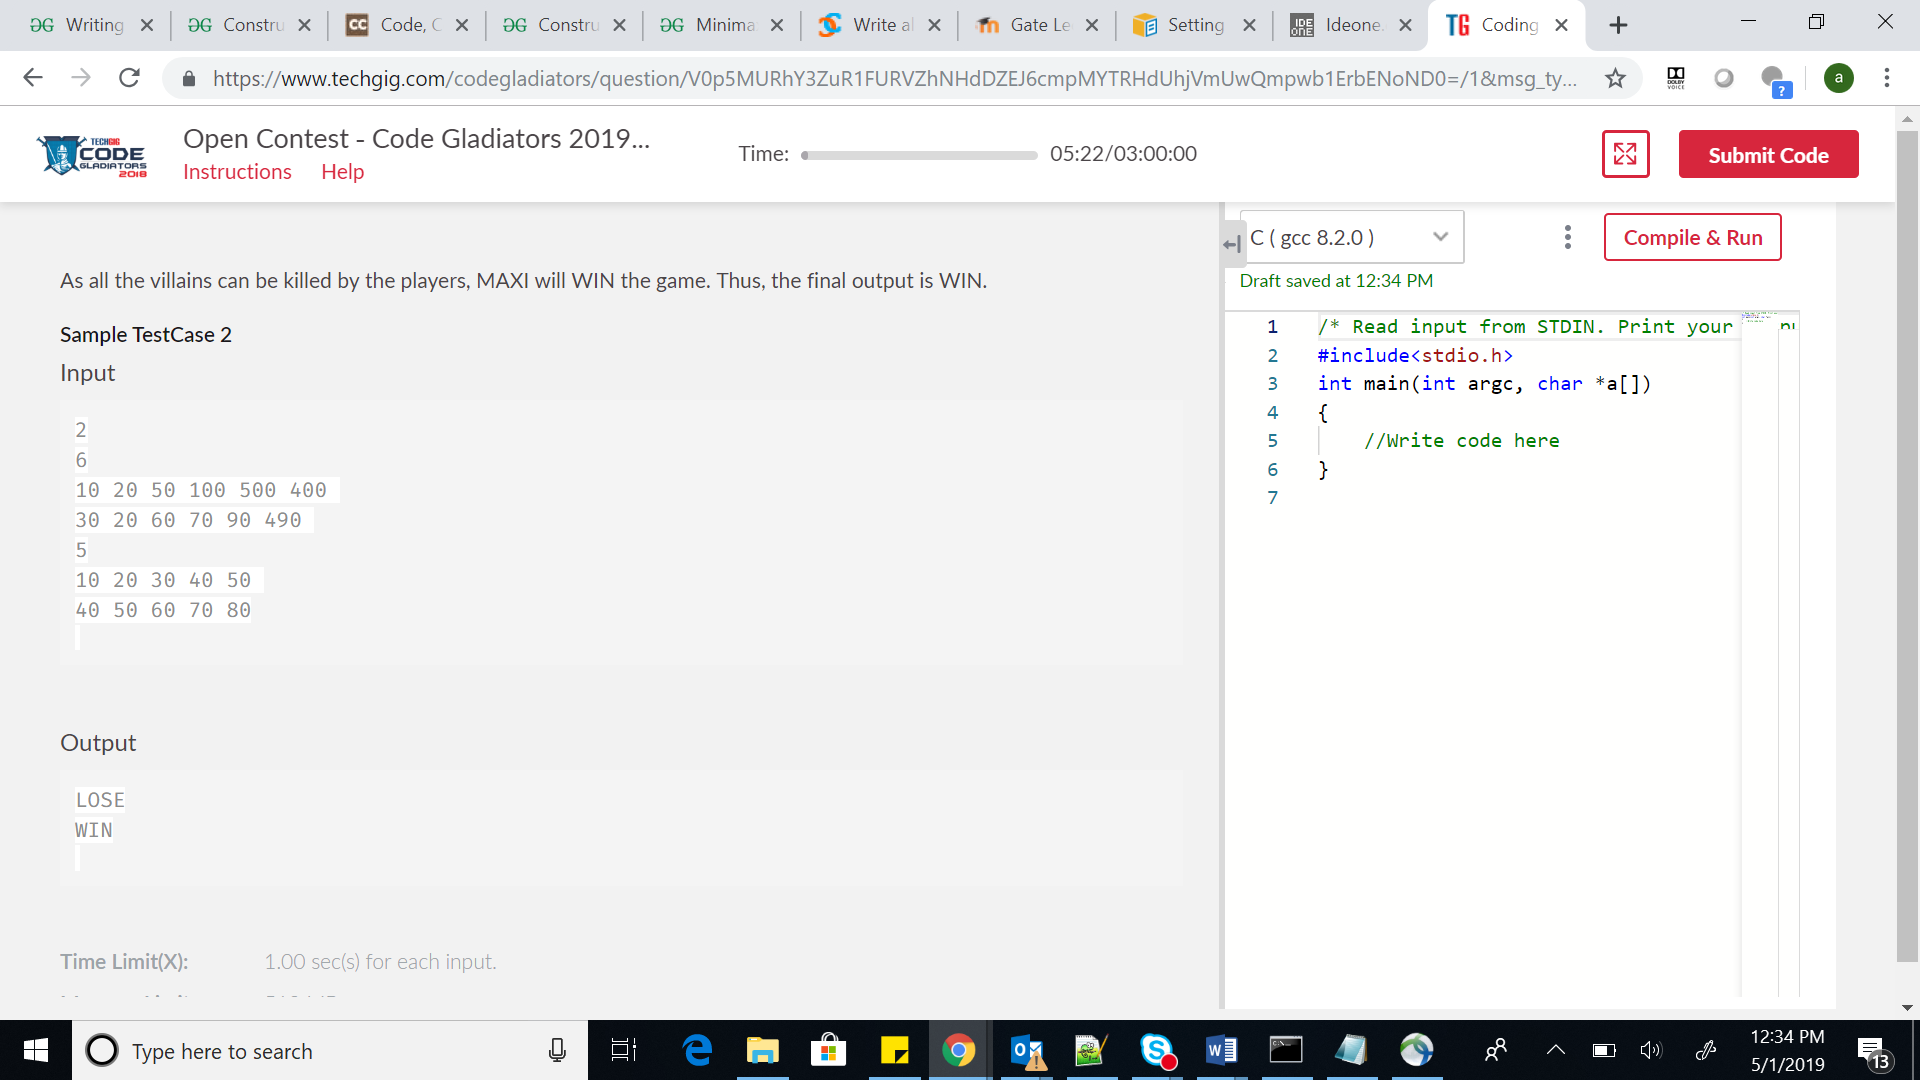 Writing
Constru
Code, C
Constru
Minima
Write al
Gate Le
Setting
Ideone.
Coding
https://www.techgig.com/codegladiators/question/V0p5MURhY3ZuR1FURVZhNHdDZEJ6cmpMYTRHdUhjVmUwQmpwb1ErbENoND0=/1&msg_ty...
a
TECHGIG
CODE
GLADIATORS
2018
Open Contest - Code Gladiators 2019...
Instructions Help
Time: 05:22/03:00:00
Submit Code
As all the villains can be killed by the players, MAXI will WIN the game. Thus, the final output is WIN.
Sample TestCase 2
Input
2
6
10 20 50 100 500 400
30 20 60 70 90 490
5
10 20 30 40 50
40 50 60 70 80
Output
LOSE
WIN
Time Limit(X): 1.00 sec(s) for each input.
C ( gcc 8.2.0 )
Compile & Run
Draft saved at 12:34 PM
1 /* Read input from STDIN. Print your
2 #include<stdio.h>
3 int main(int argc, char *a[])
4 {
5 //Write code here
6 }
7
Type here to search
12:34 PM
5/1/2019
13